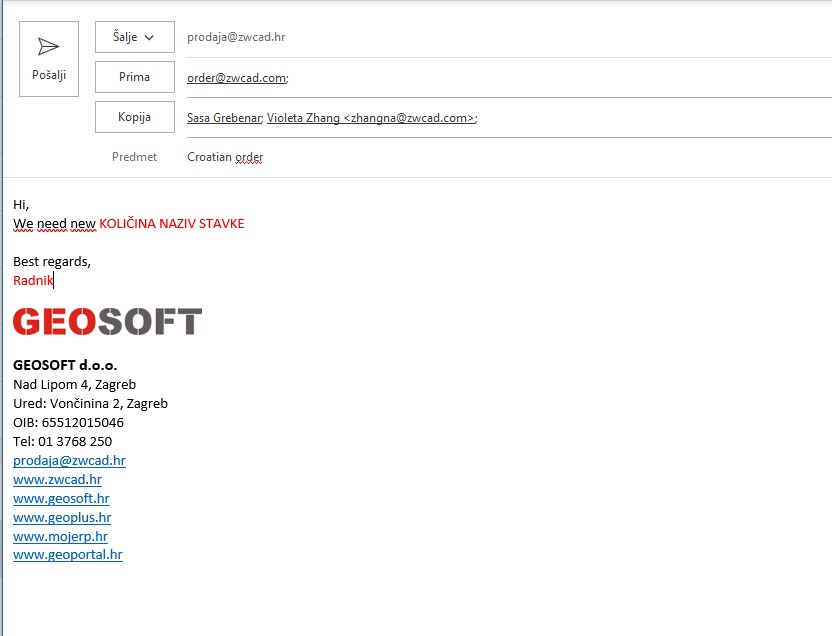 Pošalji
Šalje
prodaja@zwcad.hr
Prima
order@zwcad.com;
Kopija
Sasa Grebenar; Violeta Zhang <zhangna@zwcad.com>;
Predmet
Croatian order
Hi,
We need new KOLIČINA NAZIV STAVKE
Best regards,
Radnik
GEOSOFT
GEOSOFT d.o.o.
Nad Lipom 4, Zagreb
Ured: Vončinina 2, Zagreb
OIB: 65512015046
Tel: 01 3768 250
prodaja@zwcad.hr
www.zwcad.hr
www.geosoft.hr
www.geoplus.hr
www.mojerp.hr
www.geoportal.hr